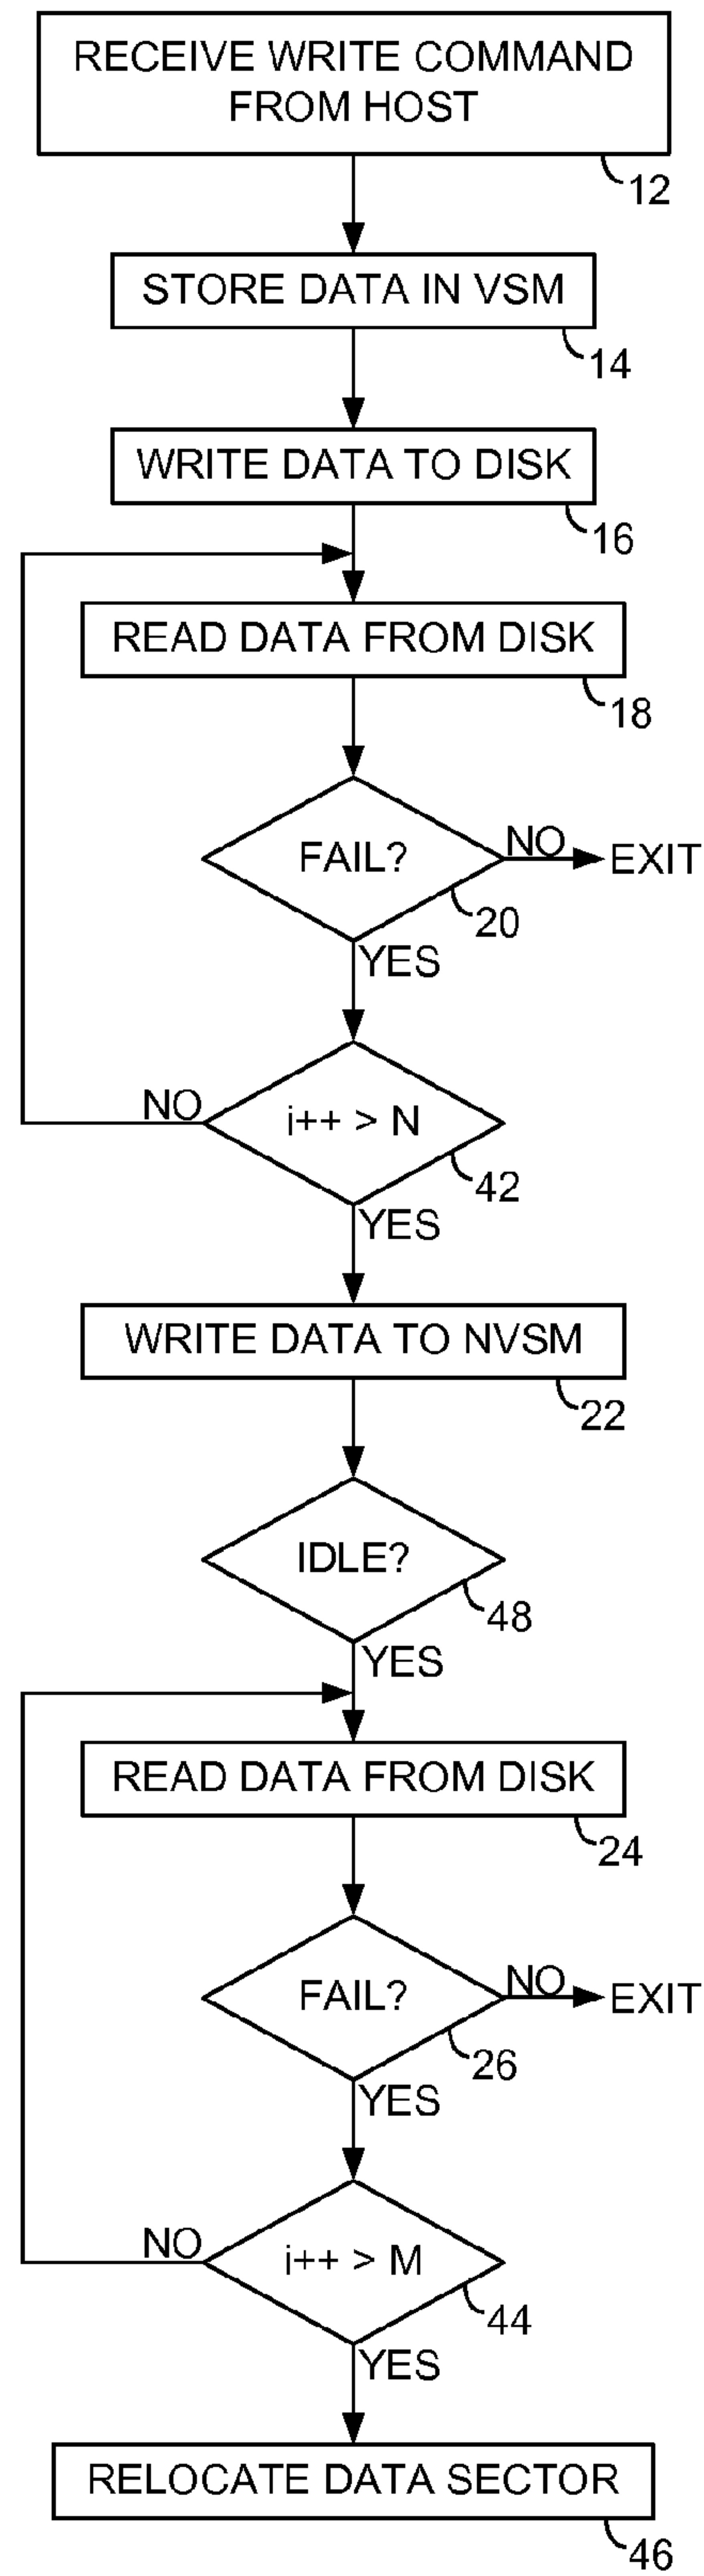 RECEIVE WRITE COMMAND
FROM HOST
12
STORE DATA IN VSM
14
WRITE DATA TO DISK
16
READ DATA FROM DISK
18
FAIL?
NO
EXIT
20
YES
NO
i++ > N
42
YES
WRITE DATA TO NVSM
22
IDLE?
48
YES
READ DATA FROM DISK
24
FAIL?
NO
EXIT
26
YES
NO
i++ > M
44
YES
RELOCATE DATA SECTOR
46